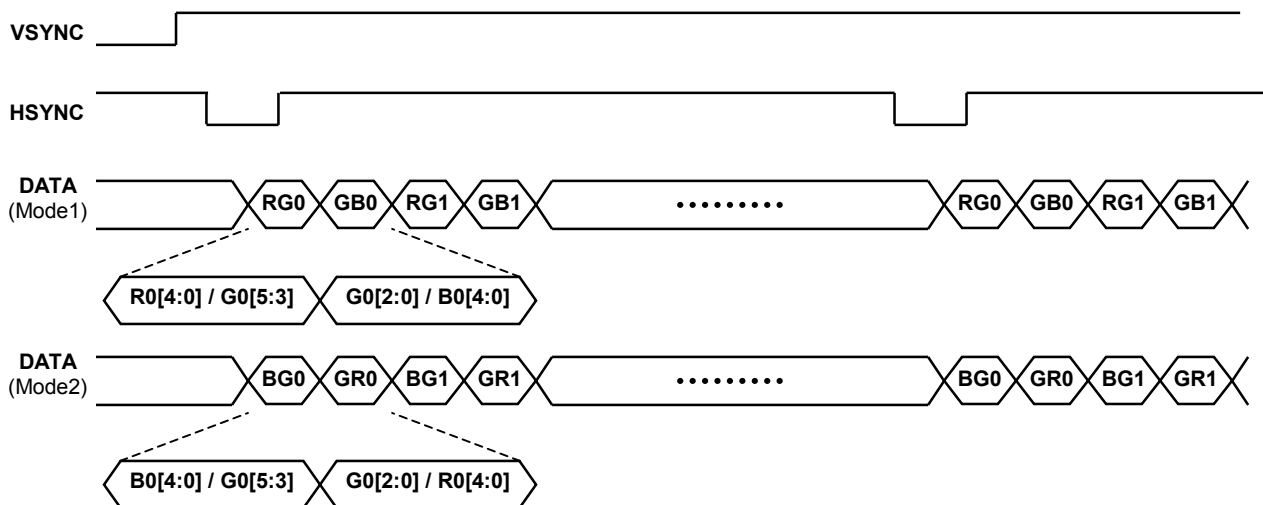 VSYNC
HSYNC
DATA
(Mode1)
RG0 GB0 RG1 GB1 ......... RG0 GB0 RG1 GB1
R0[4:0] / G0[5:3] G0[2:0] / B0[4:0]
DATA
(Mode2)
BG0 GR0 BG1 GR1 ......... BG0 GR0 BG1 GR1
B0[4:0] / G0[5:3] G0[2:0] / R0[4:0]